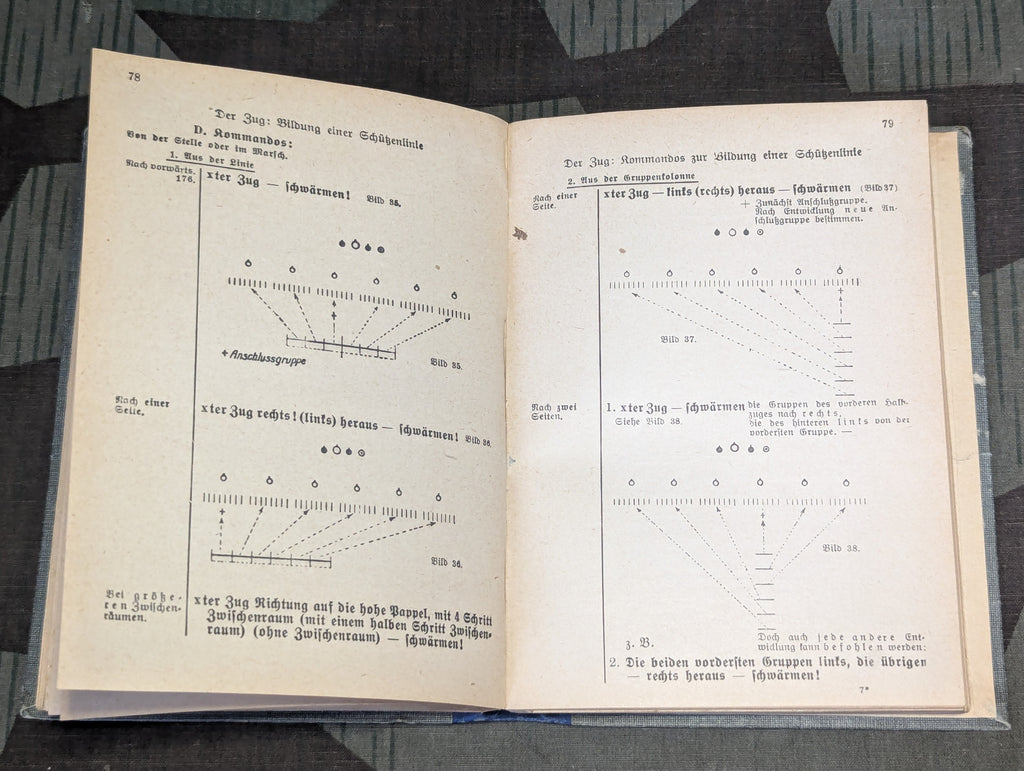 78
Der Zug: Bildung einer Schützenlinie
D. Kommandos:
Von der Stelle oder im Marsch.
1. Aus der Linie
Nach vorwärts.
176.
xter Zug — schwärmen! Bild 35.
+ Anschlussgruppe
Bild 35.
Nach einer
Seite.
xter Zug rechts! (links) heraus — schwärmen! Bild 36.
Bild 36.
Bei größe-
ren Zwischen-
räumen.
xter Zug Richtung auf die hohe Pappel, mit 4 Schritt
Zwischenraum (mit einem halben Schritt Zwischen-
raum) (ohne Zwischenraum) — schwärmen!
79
Der Zug: Kommandos zur Bildung einer Schützenlinie
2. Aus der Gruppenkolonne
Nach einer
Seite.
xter Zug — links (rechts) heraus — schwärmen (Bild 37)
+ Zunächst Anschlußgruppe.
Nach Entwicklung neue An-
schlußgruppe bestimmen.
Bild 37.
Nach zwei
Seiten.
1. xter Zug — schwärmen die Gruppen des vorderen Halb-
Siehe Bild 38.
zuges nach rechts,
die des hinteren links von der
vordersten Gruppe. —
Bild 38.
z. B.
Doch auch jede andere Ent-
wicklung kann befohlen werden:
2. Die beiden vordersten Gruppen links, die übrigen
— rechts heraus — schwärmen!
7*